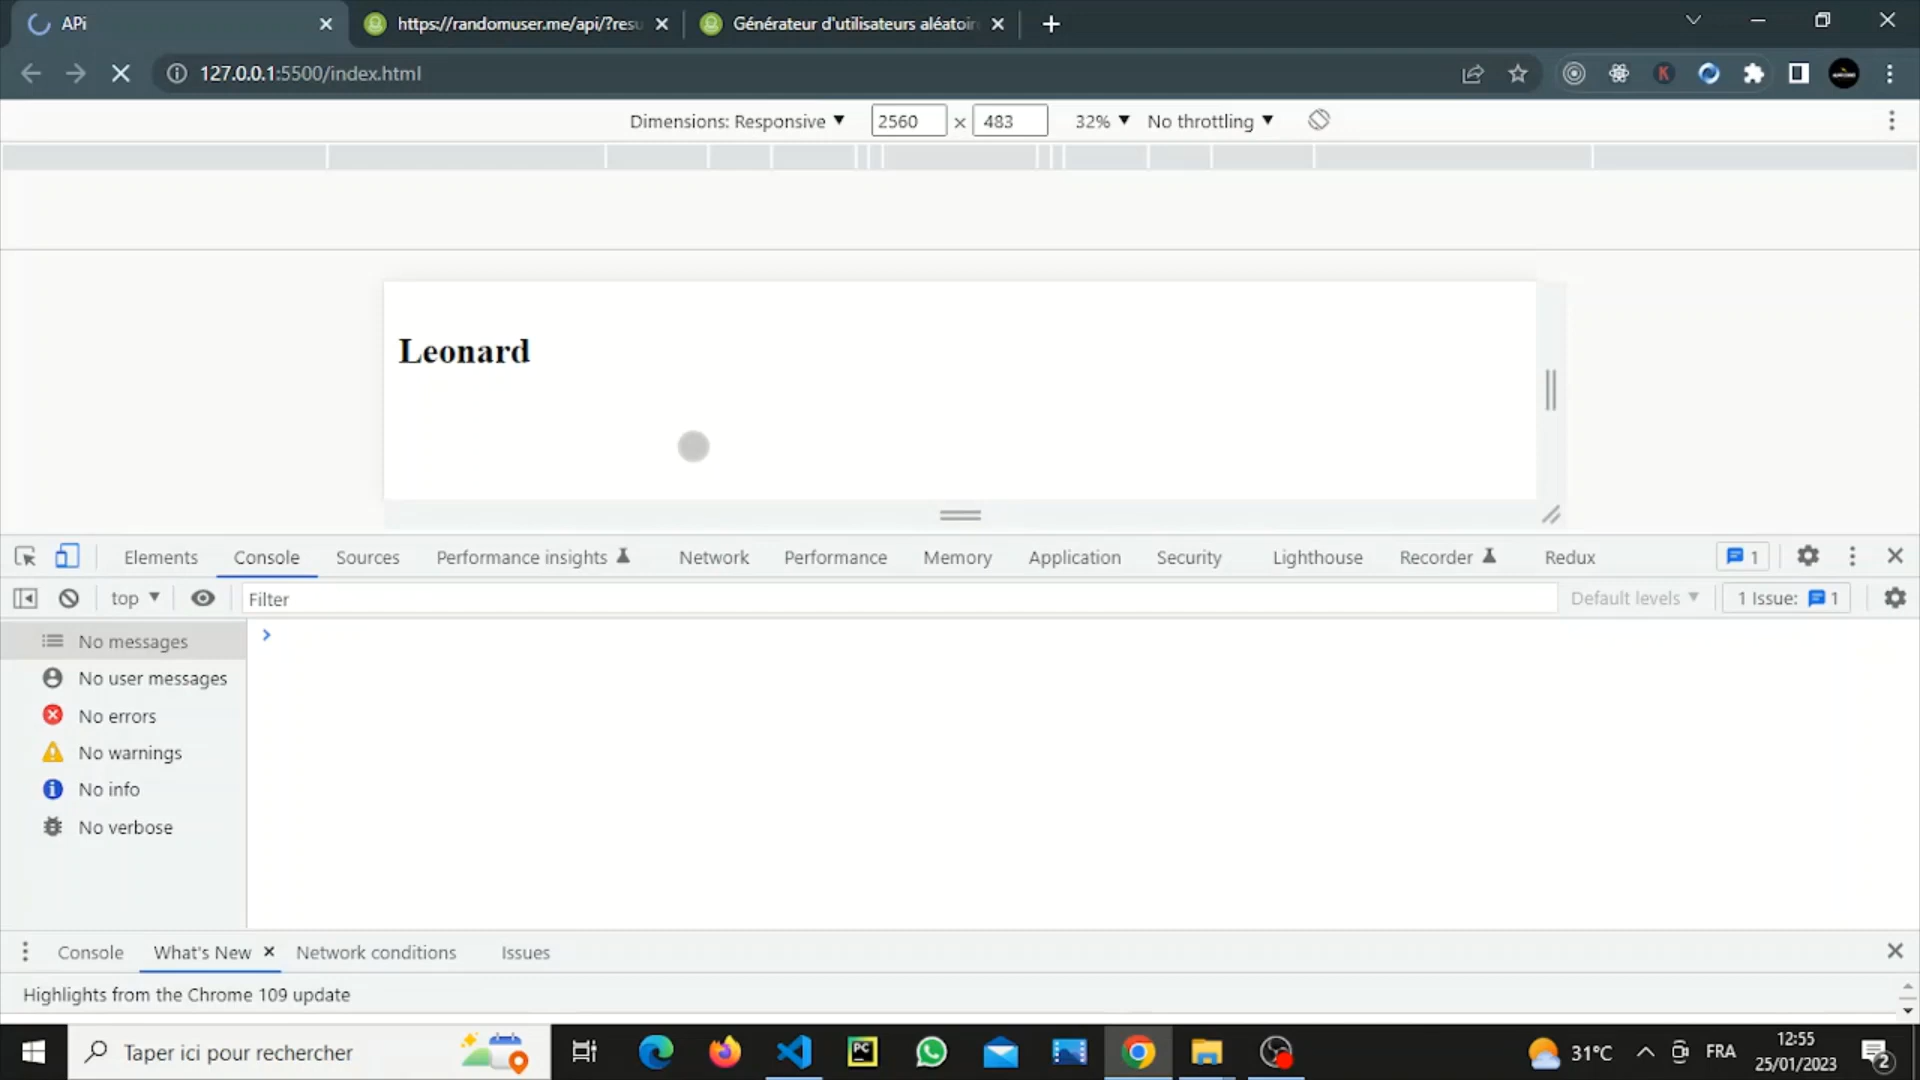 APi
https://randomuser.me/api/?resu
Générateur d'utilisateurs aléatoire
127.0.0.1:5500/index.html
K
Dimensions: Responsive
2560
×
483
32%
No throttling
Leonard
Elements
Console
Sources
Performance insights
Network
Performance
Memory
Application
Security
Lighthouse
Recorder
Redux
1
top
Filter
Default levels
1 Issue:
1
No messages
No user messages
No errors
No warnings
No info
No verbose
Console
What's New
Network conditions
Issues
Highlights from the Chrome 109 update
Taper ici pour rechercher
PC
31°C
FRA
12:55
25/01/2023
2